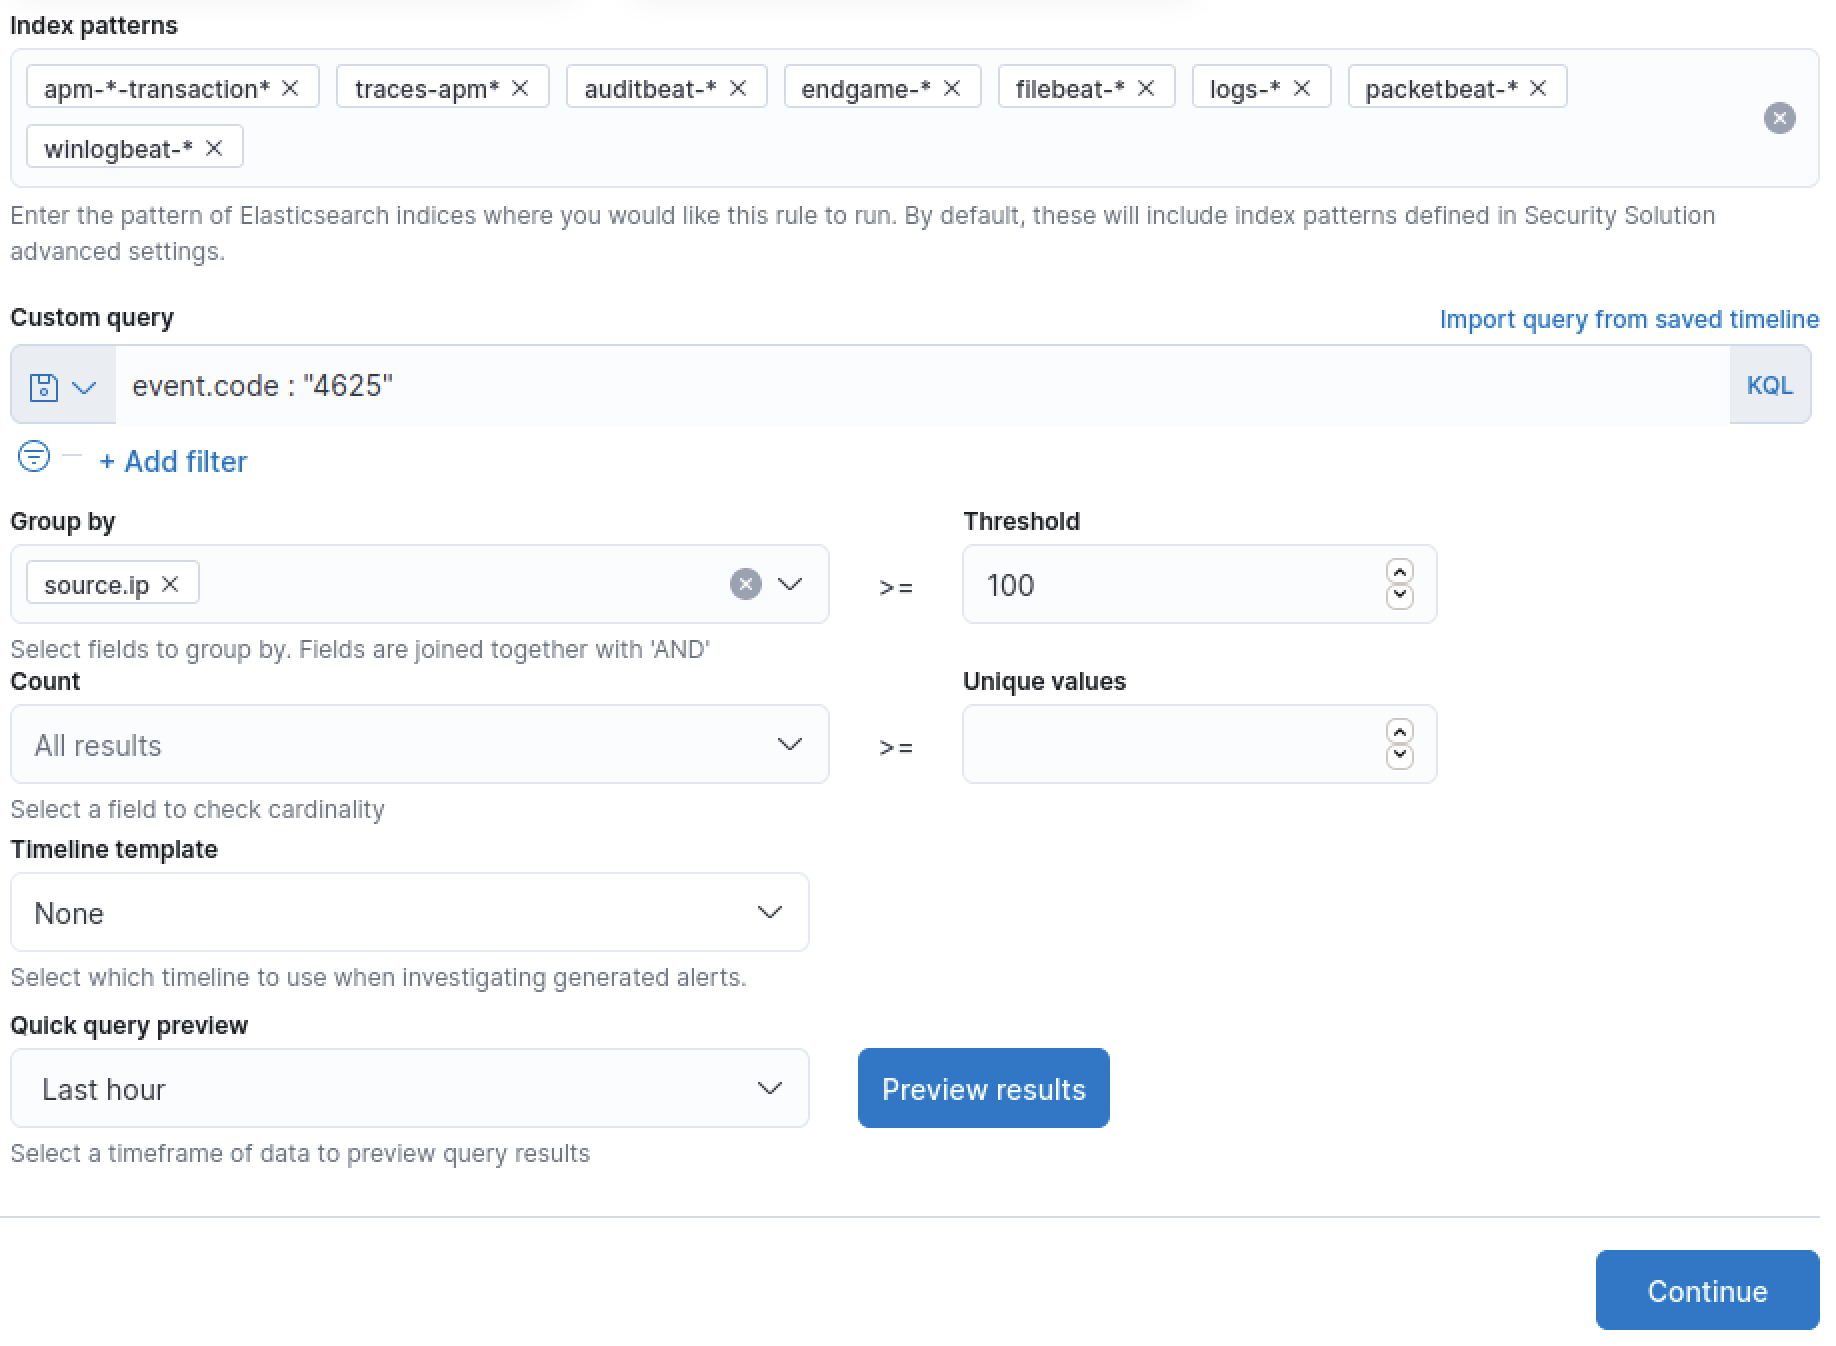 Index patterns
apm-*-transaction* traces-apm* auditbeat-* endgame-* filebeat-* logs-* packetbeat-*
winlogbeat-*
Enter the pattern of Elasticsearch indices where you would like this rule to run. By default, these will include index patterns defined in Security Solution
advanced settings.
Custom query Import query from saved timeline
event.code : "4625" KQL
+ Add filter
Group by Threshold
source.ip >= 100
Select fields to group by. Fields are joined together with 'AND'
Count Unique values
All results >=
Select a field to check cardinality
Timeline template
None
Select which timeline to use when investigating generated alerts.
Quick query preview
Last hour Preview results
Select a timeframe of data to preview query results
Continue